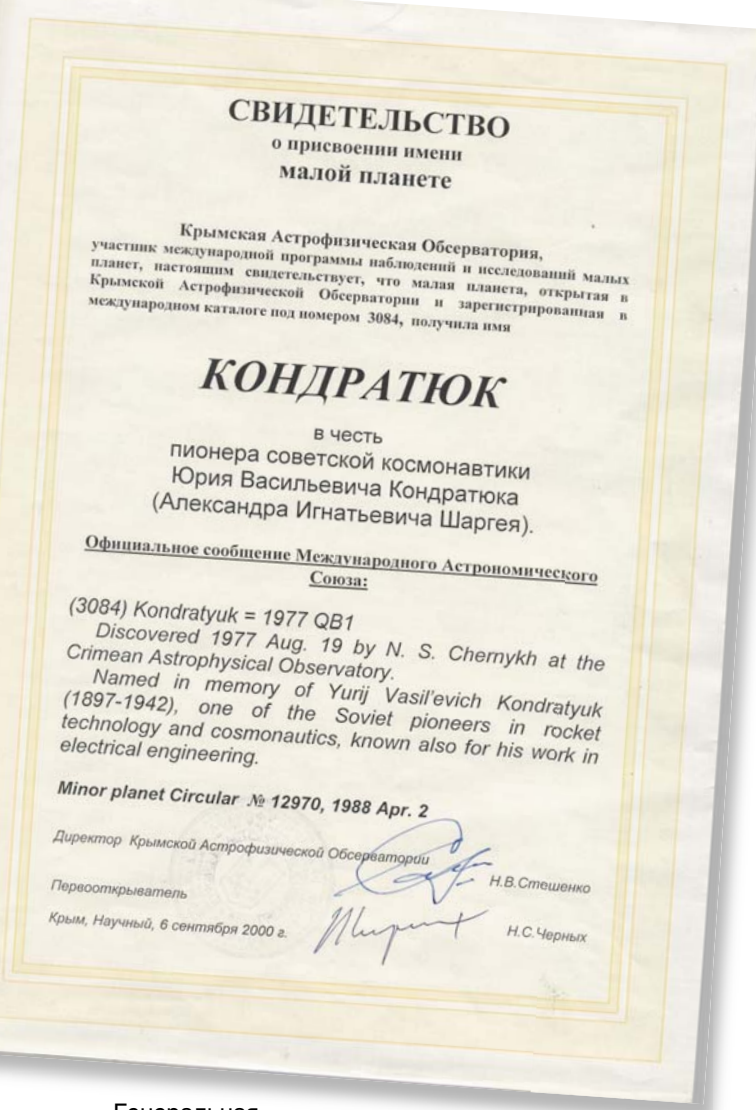 СВИДЕТЕЛЬСТВО
о присвоении имени
малой планете
Крымская Астрофизическая Обсерватория,
участник международной программы наблюдений и исследований малых
планет, настоящим свидетельствует, что малая планета, открытая в
Крымской Астрофизической Обсерватории и зарегистрированная в
международном каталоге под номером 3084, получила имя
КОНДРАТЮК
в честь
пионера советской космонавтики
Юрия Васильевича Кондратюка
(Александра Игнатьевича Шаргея).
Официальное сообщение Международного Астрономического
Союза:
(3084) Kondratyuk = 1977 QB1
Discovered 1977 Aug. 19 by N. S. Chernykh at the
Crimean Astrophysical Observatory.
Named in memory of Yurij Vasil'evich Kondratyuk
(1897-1942), one of the Soviet pioneers in rocket
technology and cosmonautics, known also for his work in
electrical engineering.
Minor planet Circular № 12970, 1988 Apr. 2
Директор Крымской Астрофизической Обсерватории
Н.В.Стешенко
Первооткрыватель
Н.С.Черных
Крым, Научный, 6 сентября 2000 г.